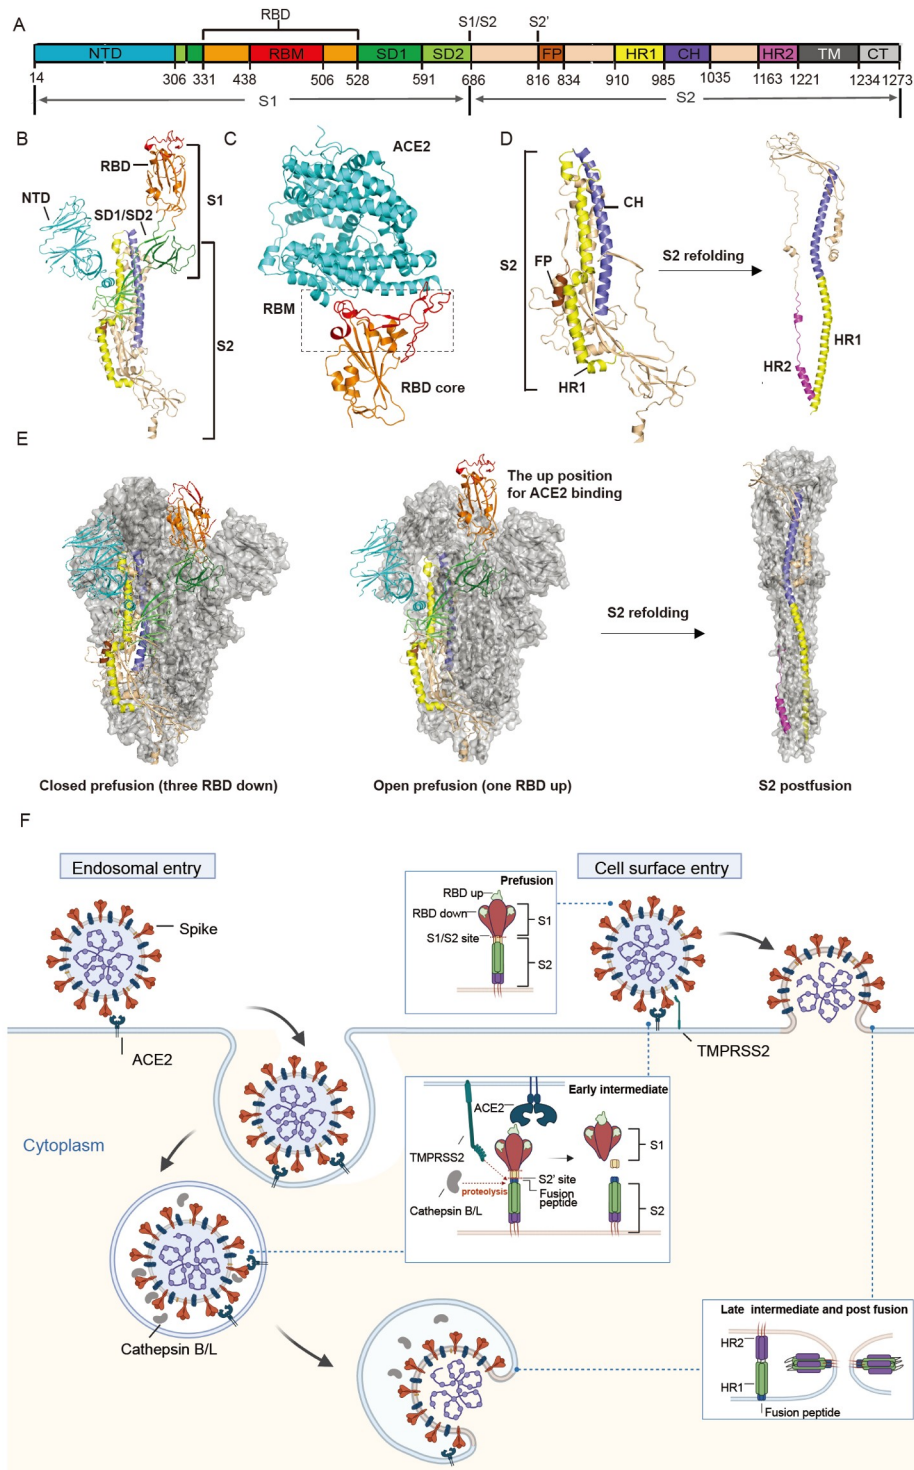 A
RBD
S1/S2
S2’
NTD
RBM
SD1
SD2
FP
HR1
CH
HR2
TM
CT
14
306
331
438
506
528
591
686
816
834
910
985
1035
1163
1221
1234
1273
S1
S2
B
RBD
NTD
SD1/SD2
S1
S2
C
ACE2
RBM
RBD core
D
CH
S2
FP
HR1
S2 refolding
HR1
HR2
E
The up position
for ACE2 binding
S2 refolding
Closed prefusion (three RBD down)
Open prefusion (one RBD up)
S2 postfusion
F
Endosomal entry
Cell surface entry
Spike
ACE2
Prefusion
RBD up
RBD down
S1
S1/S2 site
S2
TMPRSS2
Cytoplasm
Early intermediate
ACE2
TMPRSS2
S1
S2’ site
proteolysis
Fusion
peptide
Cathepsin B/L
S2
Cathepsin B/L
Late intermediate and post fusion
HR2
HR1
Fusion peptide